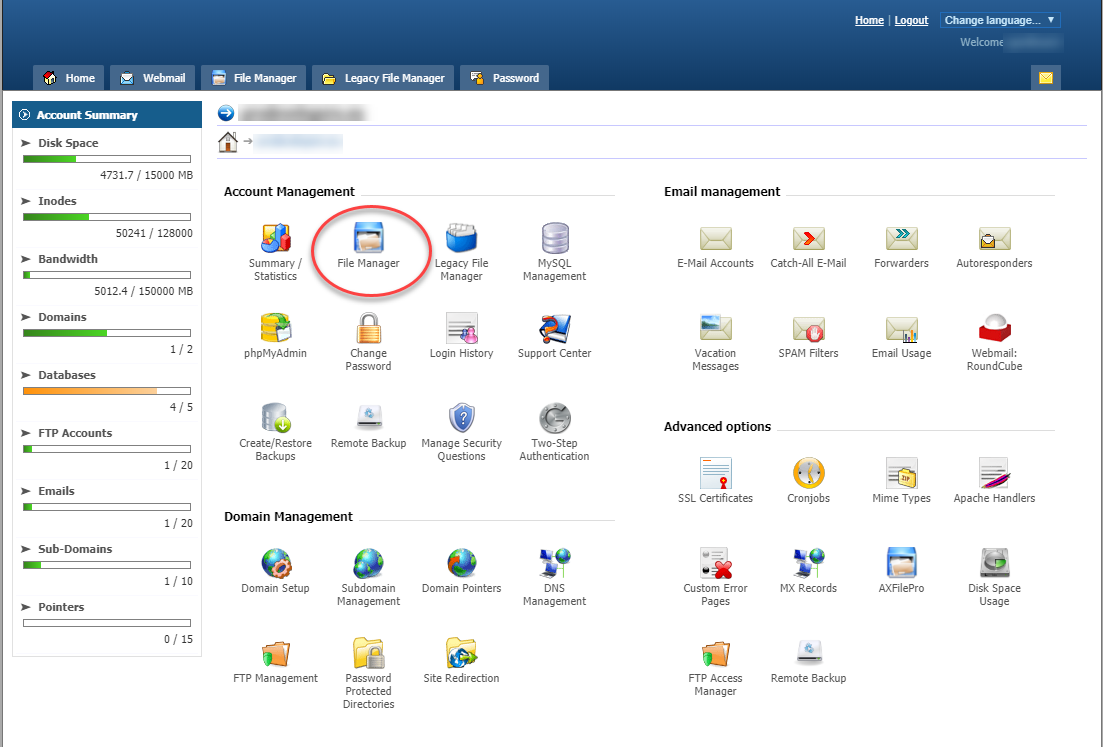 Home | Logout
Change language... ▼
Welcome
Home
Webmail
File Manager
Legacy File Manager
Password
Account Summary
Disk Space
4731.7 / 15000 MB
Inodes
50241 / 128000
Bandwidth
5012.4 / 150000 MB
Domains
1 / 2
Databases
4 / 5
FTP Accounts
1 / 20
Emails
1 / 20
Sub-Domains
1 / 10
Pointers
0 / 15
Account Management
Summary /
Statistics
File Manager
Legacy File
Manager
MySQL
Management
phpMyAdmin
Change
Password
Login History
Support Center
Create/Restore
Backups
Remote Backup
Manage Security
Questions
Two-Step
Authentication
Domain Management
Domain Setup
Subdomain
Management
Domain Pointers
DNS
Management
FTP Management
Password
Protected
Directories
Site Redirection
Email management
E-Mail Accounts
Catch-All E-Mail
Forwarders
Autoresponders
Vacation
Messages
SPAM Filters
Email Usage
Webmail:
RoundCube
Advanced options
SSL Certificates
Cronjobs
ZIP
Mime Types
Apache Handlers
Custom Error
Pages
MX Records
AXFilePro
Disk Space
Usage
FTP Access
Manager
Remote Backup